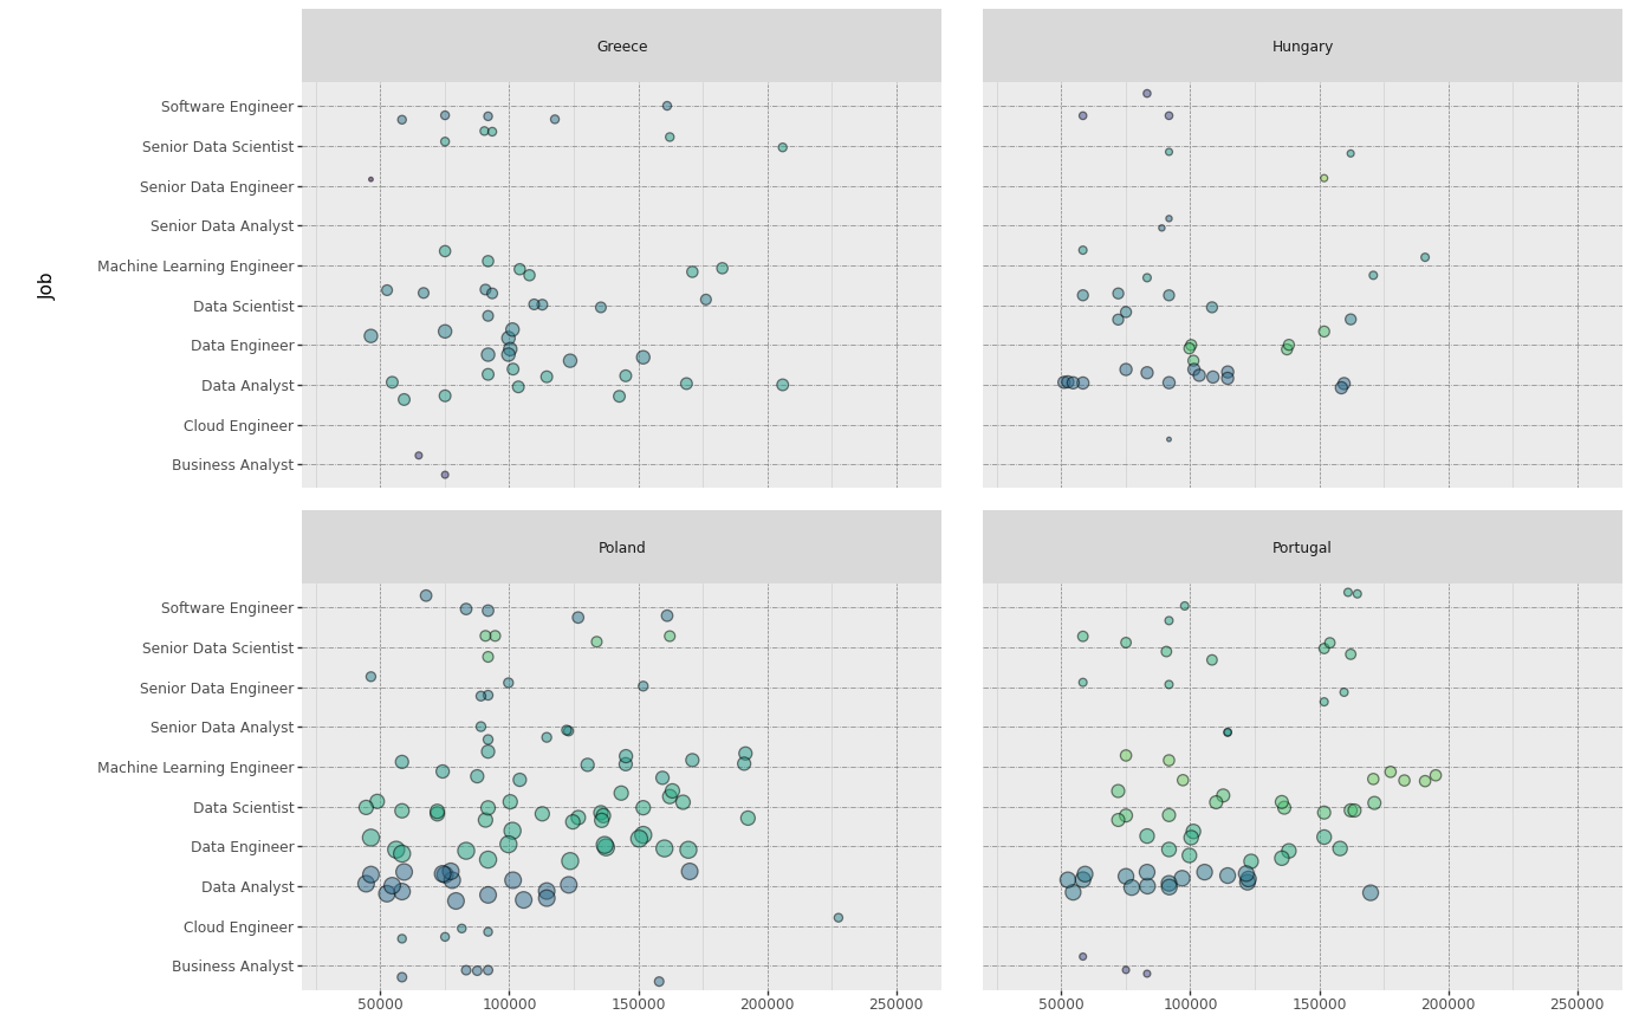 Greece
Hungary
Software Engineer
Senior Data Scientist
Senior Data Engineer
Senior Data Analyst
Machine Learning Engineer
Data Scientist
Data Engineer
Data Analyst
Cloud Engineer
Business Analyst
Job
Poland
Portugal
Software Engineer
Senior Data Scientist
Senior Data Engineer
Senior Data Analyst
Machine Learning Engineer
Data Scientist
Data Engineer
Data Analyst
Cloud Engineer
Business Analyst
50000 100000 150000 200000 250000
50000 100000 150000 200000 250000